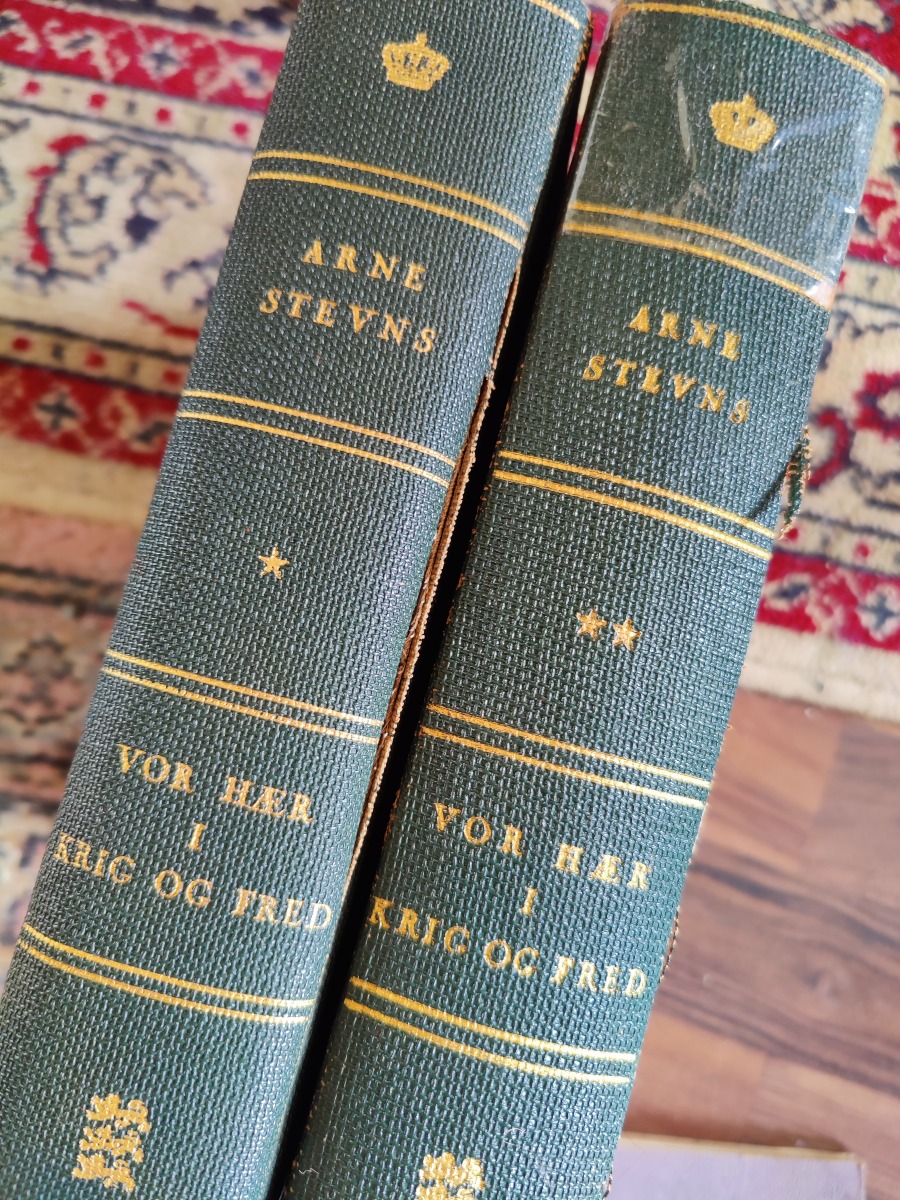 ARNE
STEVNS
VOR HÆR
I
KRIG OG FRED
ARNE
STEVNS
VOR HÆR
I
KRIG OG FRED